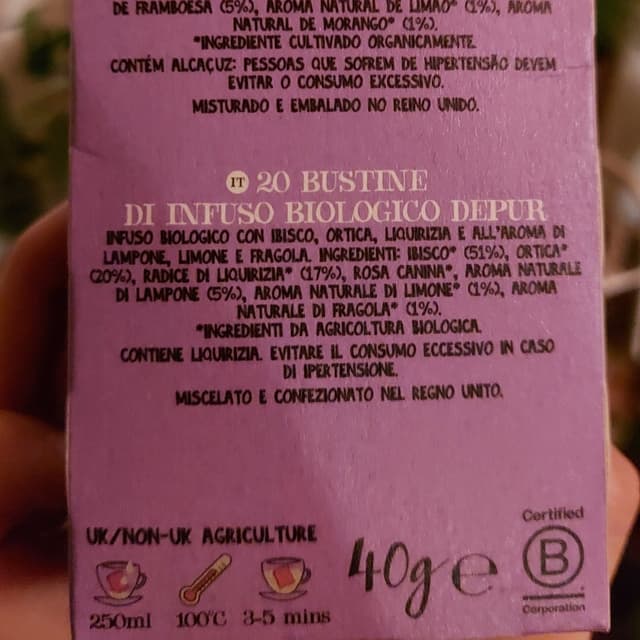 DE FRAMBOESA (5%), AROMA NATURAL DE LIMÃO* (1%), AROMA
NATURAL DE MORANGO* (1%).
*INGREDIENTE CULTIVADO ORGANICAMENTE.
CONTÉM ALCAÇUZ: PESSOAS QUE SOFREM DE HIPERTENSÃO DEVEM
EVITAR O CONSUMO EXCESSIVO.
MISTURADO E EMBALADO NO REINO UNIDO.
IT 20 BUSTINE
DI INFUSO BIOLOGICO DEPUR
INFUSO BIOLOGICO CON IBISCO, ORTICA, LIQUIRIZIA E ALL'AROMA DI
LAMPONE, LIMONE E FRAGOLA. INGREDIENTI: IBISCO* (51%), ORTICA*
(20%), RADICE DI LIQUIRIZIA* (17%), ROSA CANINA*, AROMA NATURALE
DI LAMPONE (5%), AROMA NATURALE DI LIMONE* (1%), AROMA
NATURALE DI FRAGOLA* (1%).
*INGREDIENTI DA AGRICOLTURA BIOLOGICA.
CONTIENE LIQUIRIZIA. EVITARE IL CONSUMO ECCESSIVO IN CASO
DI IPERTENSIONE.
MISCELATO E CONFEZIONATO NEL REGNO UNITO.
UK/NON-UK AGRICULTURE
250ml 100°C 3-5 mins
40g e
Certified
B
Corporation